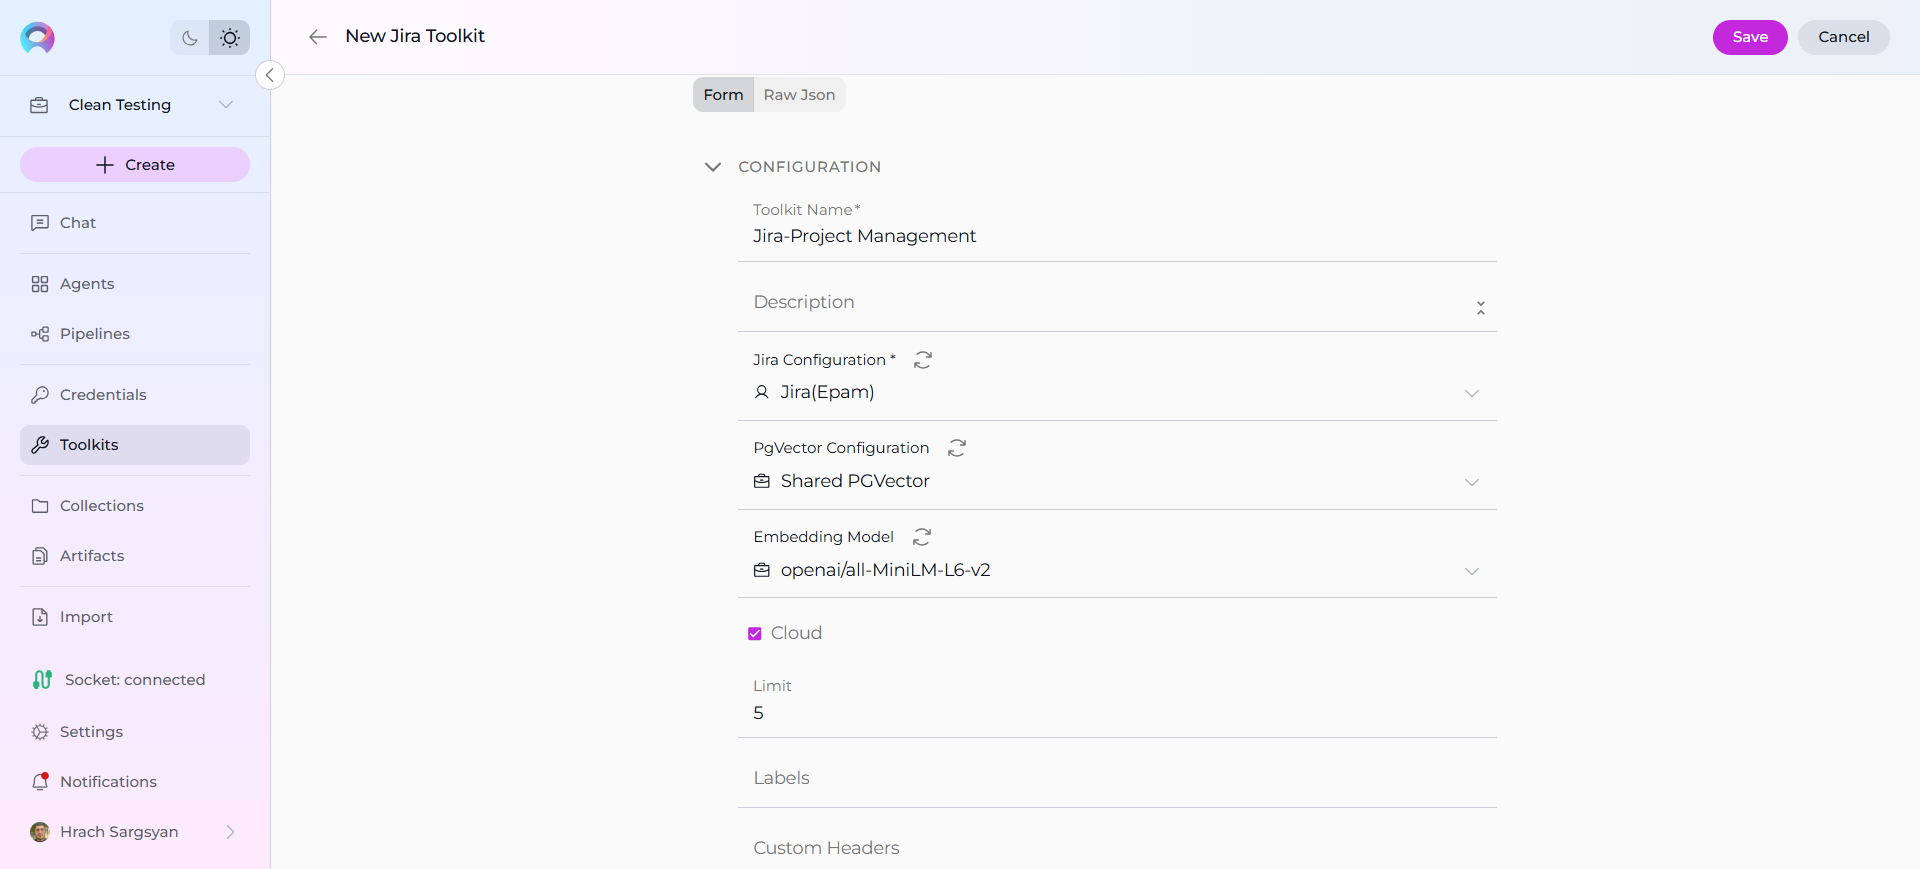 New Jira Toolkit
Save
Cancel
Clean Testing
Create
Chat
Agents
Pipelines
Credentials
Toolkits
Collections
Artifacts
Import
Socket: connected
Settings
Notifications
Hrach Sargsyan
Form
Raw Json
CONFIGURATION
Toolkit Name*
Jira-Project Management
Description
Jira Configuration *
Jira(Epam)
PgVector Configuration
Shared PGVector
Embedding Model
openai/all-MiniLM-L6-v2
Cloud
Limit
5
Labels
Custom Headers